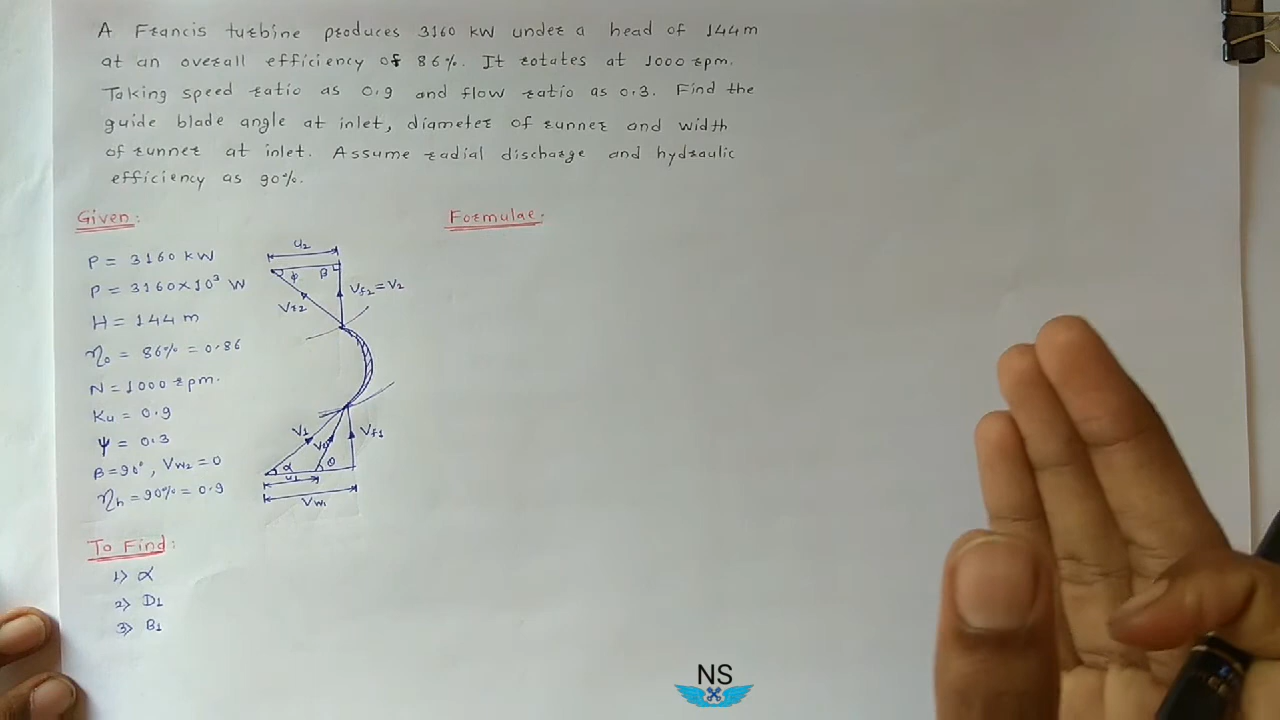 A Francis turbine produces 3160 KW under a head of 144m
at an overall efficiency of 86%. It rotates at 1000 rpm.
Taking speed ratio as 0.9 and flow ratio as 0.3. Find the
guide blade angle at inlet, diameter of runner and width
of runner at inlet. Assume radial discharge and hydraulic
efficiency as 90%.
Given:
P = 3160 KW
P = 3160×10³ W
H = 144 m
ηo = 86% = 0.86
N = 1000 rpm.
Ku = 0.9
ψ = 0.3
B = 90°, Vw2 = 0
ηh = 90% = 0.9
u2
φ
B
Vr2
Vf2 = V2
V1
Vf1
α
θ
u1
Vw1
Formulae:
To Find:
1> α
2> D1
3> B1
NS